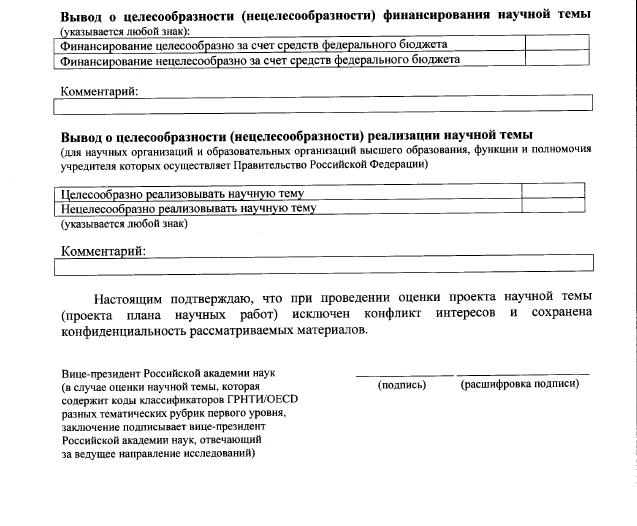 Вывод о целесообразности (нецелесообразности) финансирования научной темы
(указывается любой знак):
Финансирование целесообразно за счет средств федерального бюджета
Финансирование нецелесообразно за счет средств федерального бюджета
Комментарий:
Вывод о целесообразности (нецелесообразности) реализации научной темы
(для научных организаций и образовательных организаций высшего образования, функции и полномочия
учредителя которых осуществляет Правительство Российской Федерации)
Целесообразно реализовывать научную тему
Нецелесообразно реализовывать научную тему
(указывается любой знак)
Комментарий:
Настоящим подтверждаю, что при проведении оценки проекта научной темы
(проекта плана научных работ) исключен конфликт интересов и сохранена
конфиденциальность рассматриваемых материалов.
Вице-президент Российской академии наук
(в случае оценки научной темы, которая
содержит коды классификаторов ГРНТИ/OECD
разных тематических рубрик первого уровня,
заключение подписывает вице-президент
Российской академии наук, отвечающий
за ведущее направление исследований)
(подпись) (расшифровка подписи)